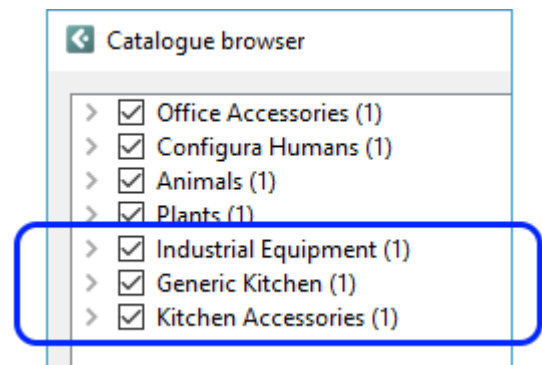 Catalogue browser
Office Accessories (1)
Configura Humans (1)
Animals (1)
Plants (1)
Industrial Equipment (1)
Generic Kitchen (1)
Kitchen Accessories (1)